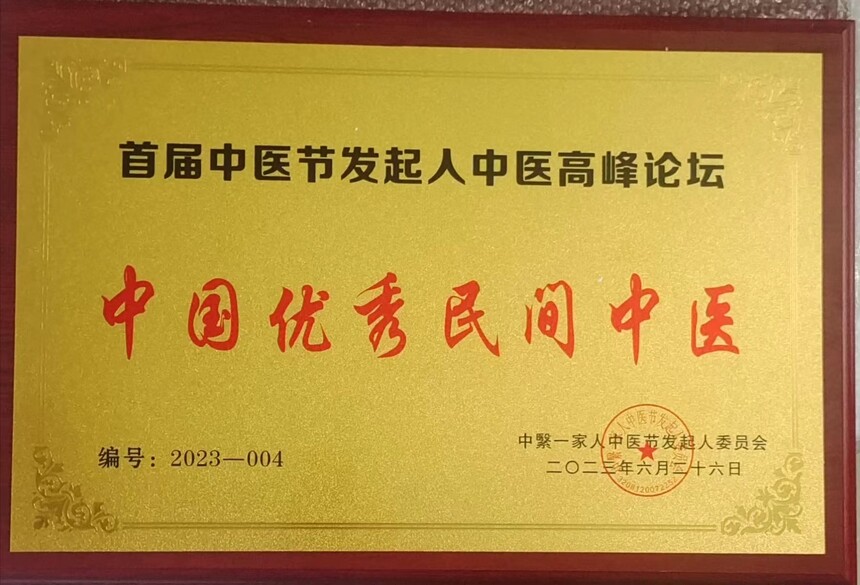 首届中医节发起人中医高峰论坛
中国优秀民间中医
编号：2023—004
中緊一家人中医节发起人委员会
二〇二三年六月二十六日